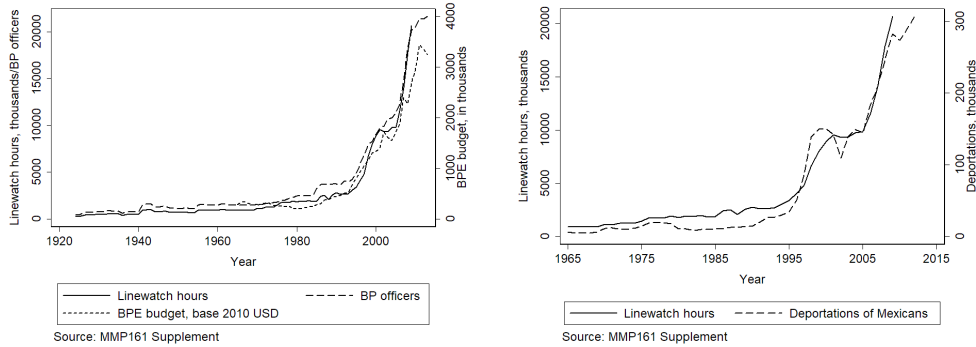 Linewatch hours, thousands/BP officers
20000
15000
10000
5000
0
BPE budget, in thousands
4000
3000
2000
1000
0
1920
1940
1960
1980
2000
Year
Linewatch hours
BP officers
BPE budget, base 2010 USD
Source: MMP161 Supplement
Linewatch hours, thousands
20000
15000
10000
5000
0
Deportations, thousands
300
200
100
0
1965
1975
1985
1995
2005
2015
Year
Linewatch hours
Deportations of Mexicans
Source: MMP161 Supplement